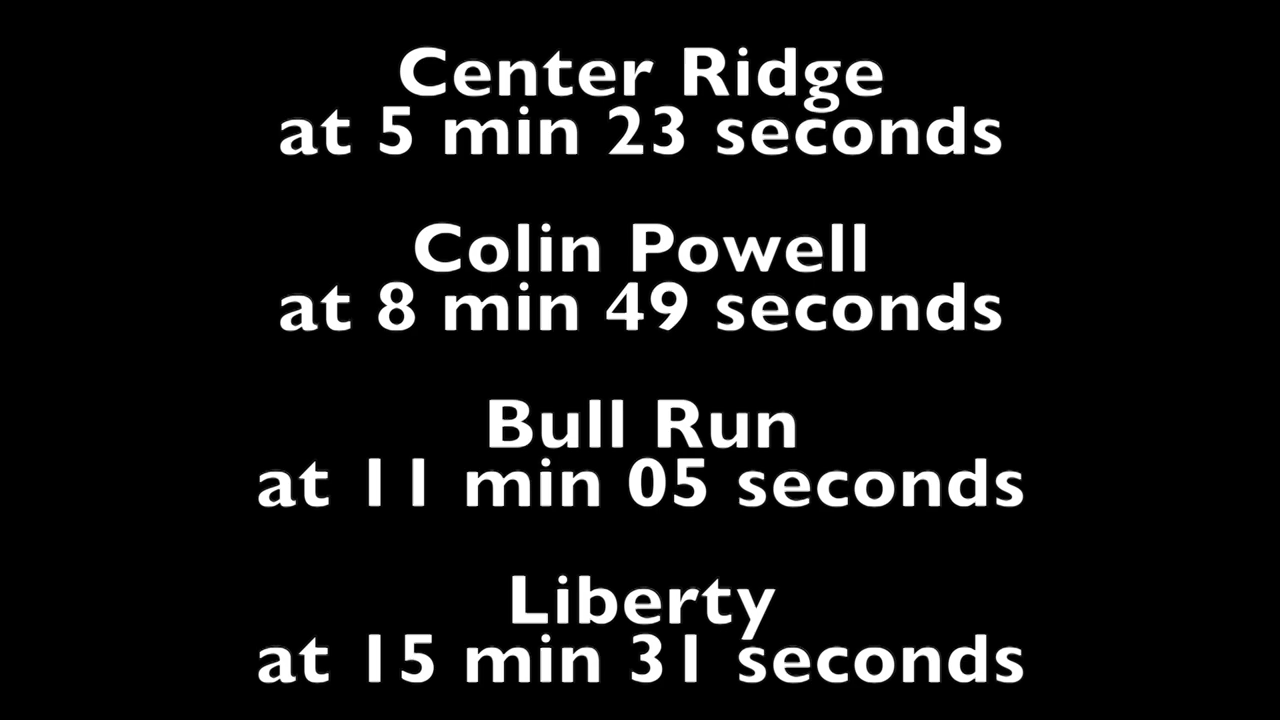 Center Ridge
at 5 min 23 seconds
Colin Powell
at 8 min 49 seconds
Bull Run
at 11 min 05 seconds
Liberty
at 15 min 31 seconds